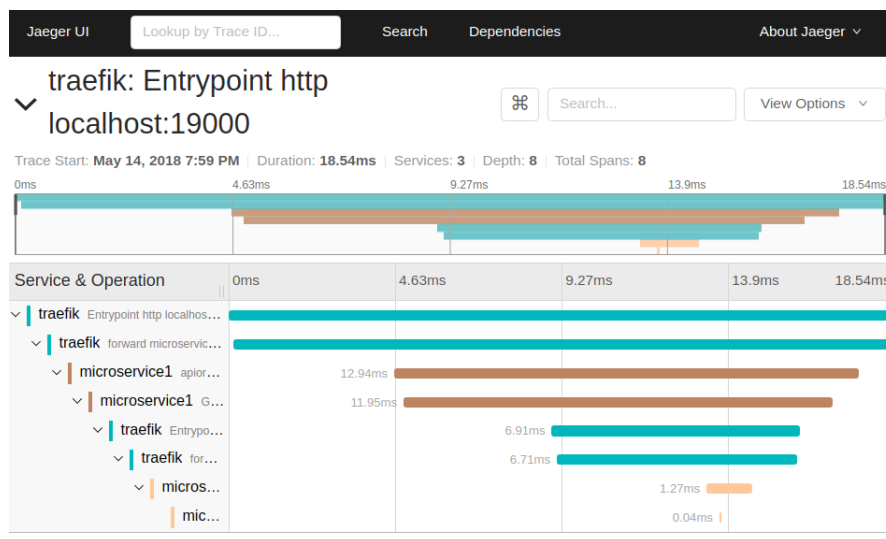 Jaeger UI Lookup by Trace ID... Search Dependencies About Jaeger
traefik: Entrypoint http
localhost:19000
⌘ Search... View Options
Trace Start: May 14, 2018 7:59 PM Duration: 18.54ms Services: 3 Depth: 8 Total Spans: 8
0ms 4.63ms 9.27ms 13.9ms 18.54ms
Service & Operation 0ms 4.63ms 9.27ms 13.9ms 18.54ms
traefik Entrypoint http localhos...
traefik forward microservic...
microservice1 apior... 12.94ms
microservice1 G... 11.95ms
traefik Entrypo... 6.91ms
traefik for... 6.71ms
micros... 1.27ms
mic... 0.04ms